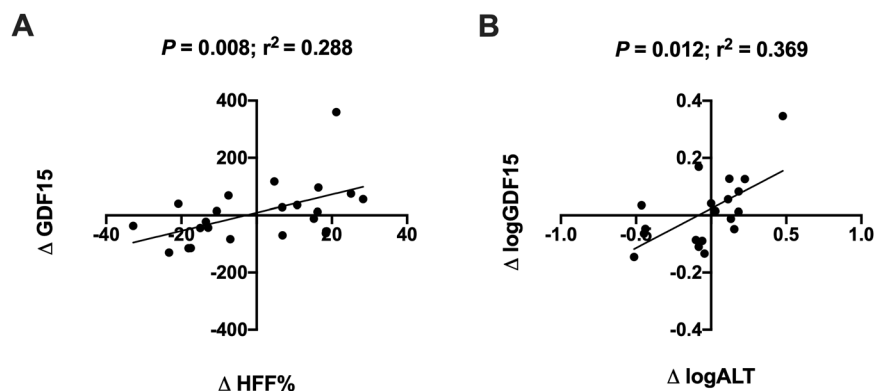 A
P = 0.008; r² = 0.288
400
200
-40
-20
20
40
-200
-400
Δ GDF15
Δ HFF%
B
P = 0.012; r² = 0.369
0.4
0.2
-1.0
-0.5
0.5
1.0
-0.2
-0.4
Δ logGDF15
Δ logALT